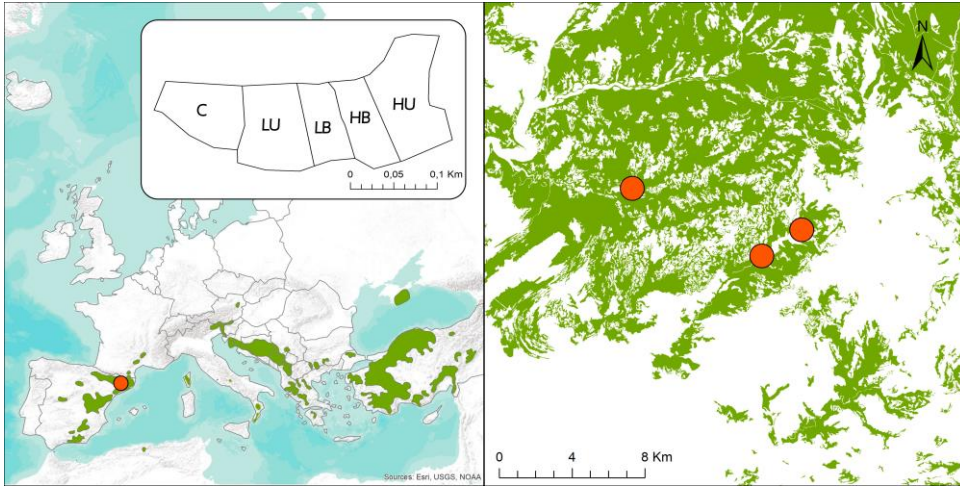 C
LU
LB
HB
HU
0 0,05 0,1 Km
Sources: Esri, USGS, NOAA
N
0 4 8 Km